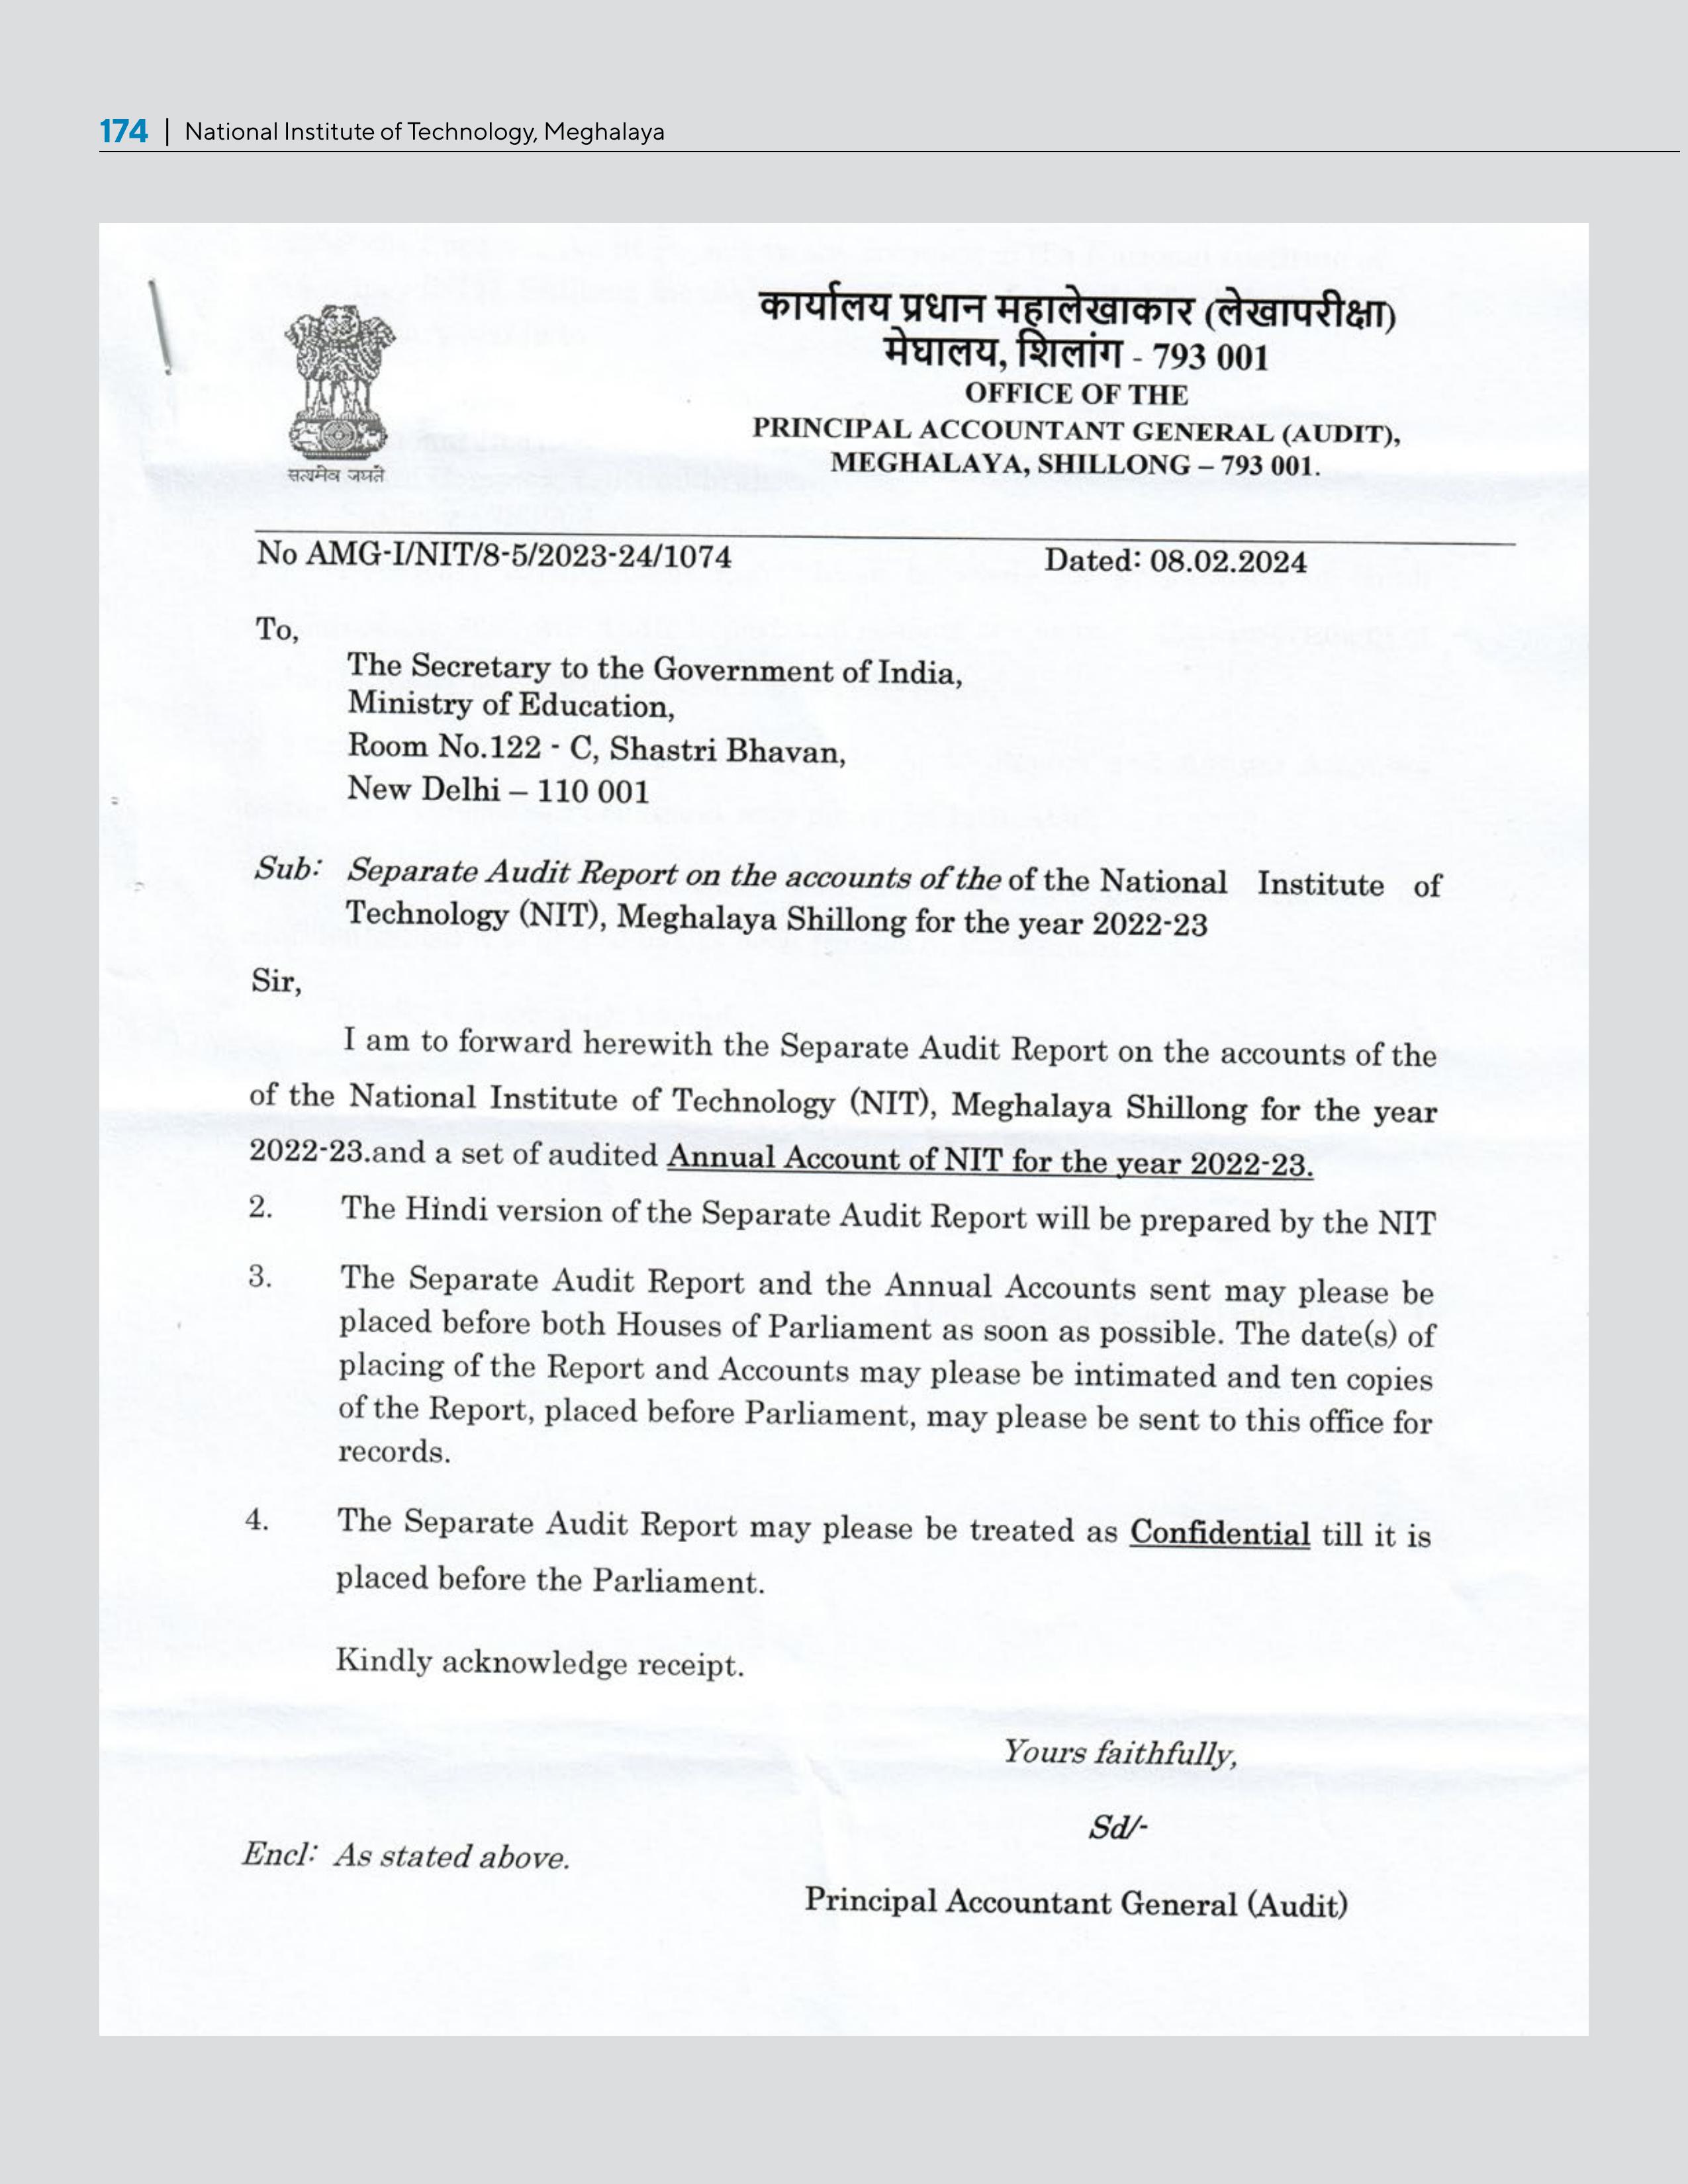 174 | National Institute of Technology, Meghalaya
कार्यालय प्रधान महालेखाकार (लेखापरीक्षा)
मेघालय, शिलांग - 793 001
OFFICE OF THE
PRINCIPAL ACCOUNTANT GENERAL (AUDIT),
MEGHALAYA, SHILLONG – 793 001.
सत्यमेव जयते
No AMG-I/NIT/8-5/2023-24/1074 Dated: 08.02.2024
To,
The Secretary to the Government of India,
Ministry of Education,
Room No.122 - C, Shastri Bhavan,
New Delhi – 110 001
Sub: Separate Audit Report on the accounts of the of the National Institute of
Technology (NIT), Meghalaya Shillong for the year 2022-23
Sir,
I am to forward herewith the Separate Audit Report on the accounts of the
of the National Institute of Technology (NIT), Meghalaya Shillong for the year
2022-23.and a set of audited Annual Account of NIT for the year 2022-23.
2. The Hindi version of the Separate Audit Report will be prepared by the NIT
3. The Separate Audit Report and the Annual Accounts sent may please be
placed before both Houses of Parliament as soon as possible. The date(s) of
placing of the Report and Accounts may please be intimated and ten copies
of the Report, placed before Parliament, may please be sent to this office for
records.
4. The Separate Audit Report may please be treated as Confidential till it is
placed before the Parliament.
Kindly acknowledge receipt.
Yours faithfully,
Sd/-
Encl: As stated above.
Principal Accountant General (Audit)